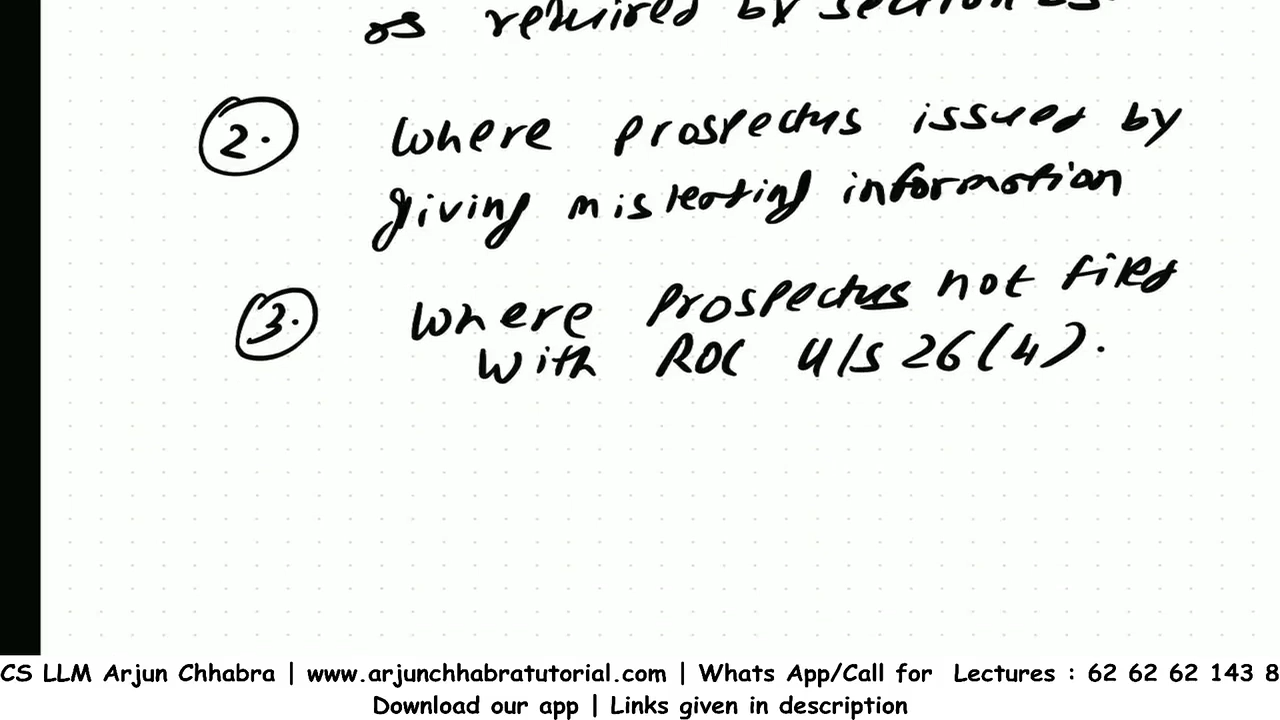 as required by section
2. Where prospectus issued by
giving misleading information
3. Where Prospectus not filed
with ROC U/S 26(4).
CS LLM Arjun Chhabra | www.arjunchhabratutorial.com | Whats App/Call for Lectures : 62 62 62 143 8
Download our app | Links given in description